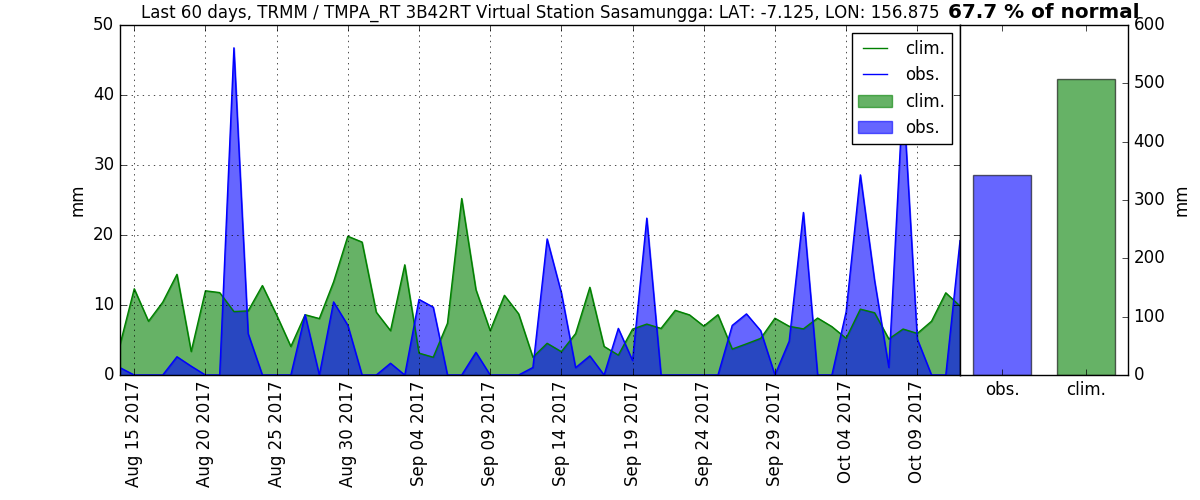 Last 60 days, TRMM / TMPA_RT 3B42RT Virtual Station Sasamungga: LAT: -7.125, LON: 156.875 67.7 % of normal
50
40
30
20
10
0
mm
clim.
obs.
clim.
obs.
600
500
400
300
200
100
0
mm
Aug 15 2017
Aug 20 2017
Aug 25 2017
Aug 30 2017
Sep 04 2017
Sep 09 2017
Sep 14 2017
Sep 19 2017
Sep 24 2017
Sep 29 2017
Oct 04 2017
Oct 09 2017
obs.
clim.